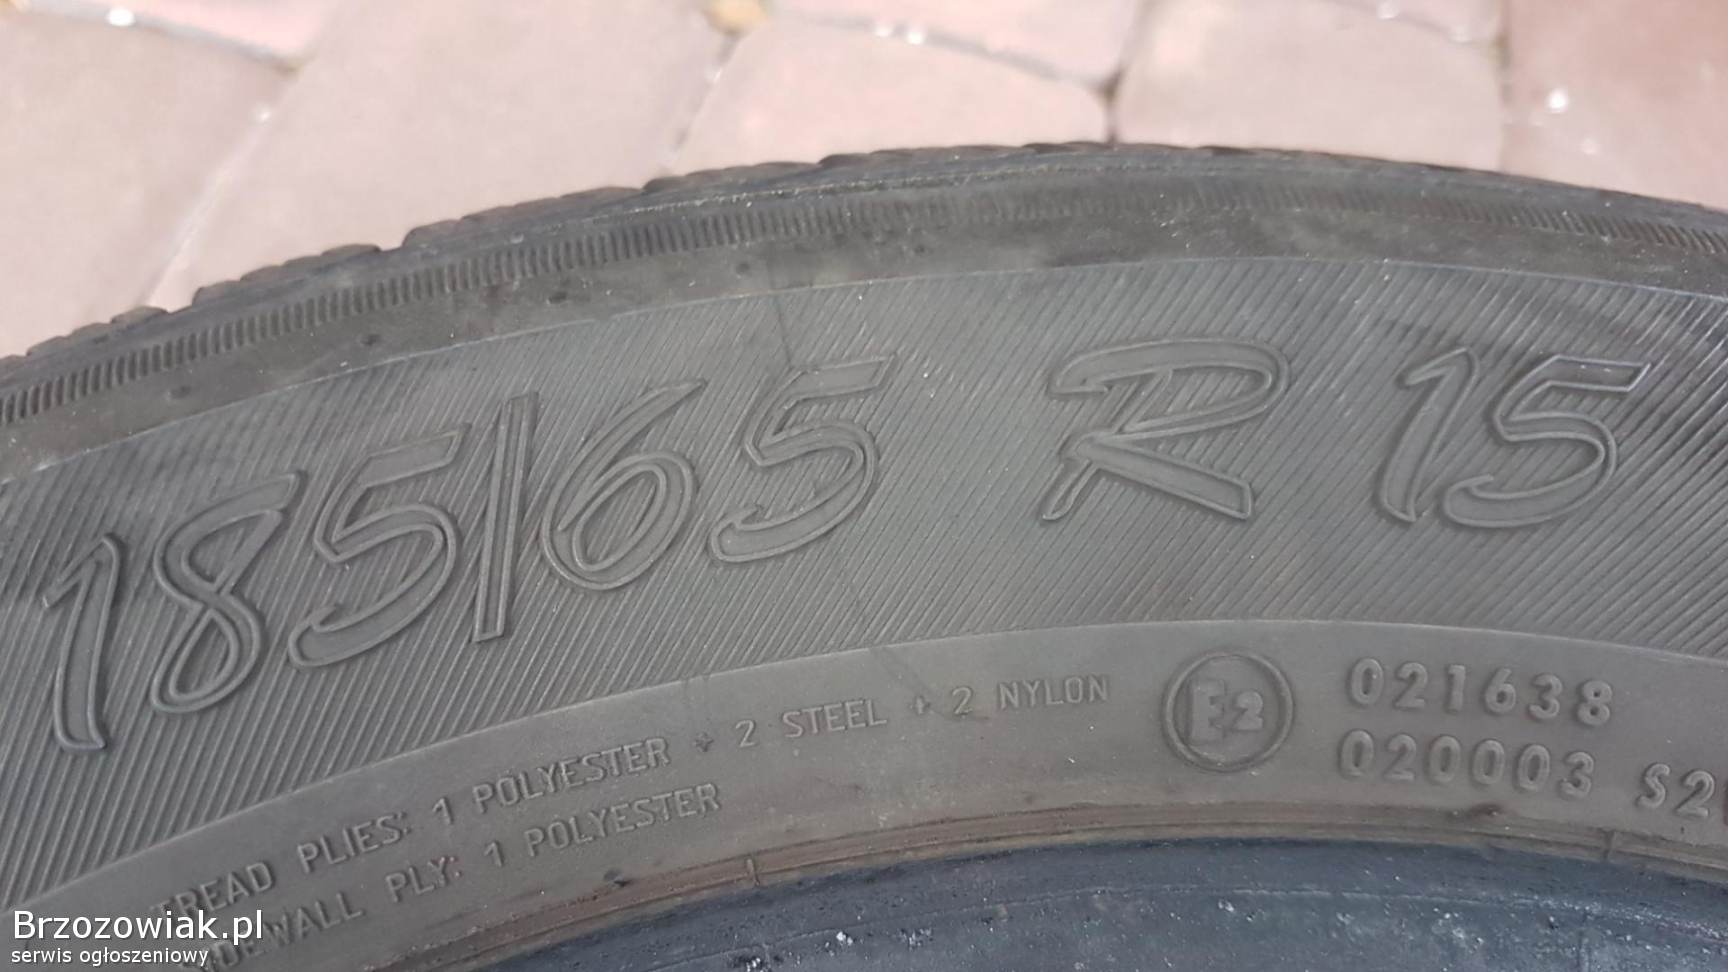 185/65 R 15
TREAD PLIES: 1 POLYESTER + 2 STEEL + 2 NYLON
SIDEWALL PLY: 1 POLYESTER
E2
021638
020003 S2
Brzozowiak.pl
serwis ogłoszeniowy